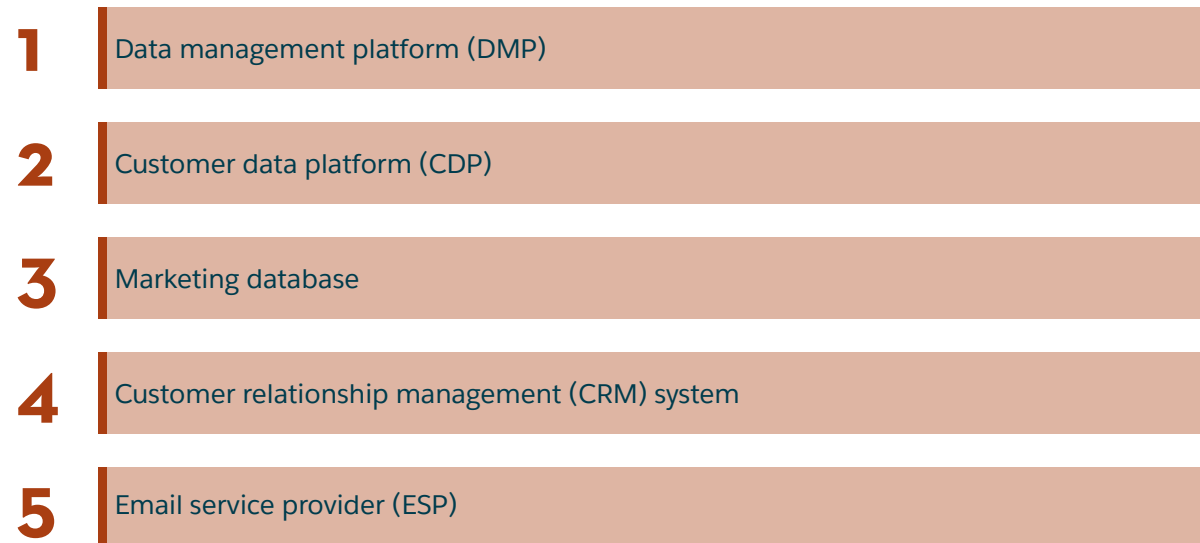 1 Data management platform (DMP)
2 Customer data platform (CDP)
3 Marketing database
4 Customer relationship management (CRM) system
5 Email service provider (ESP)